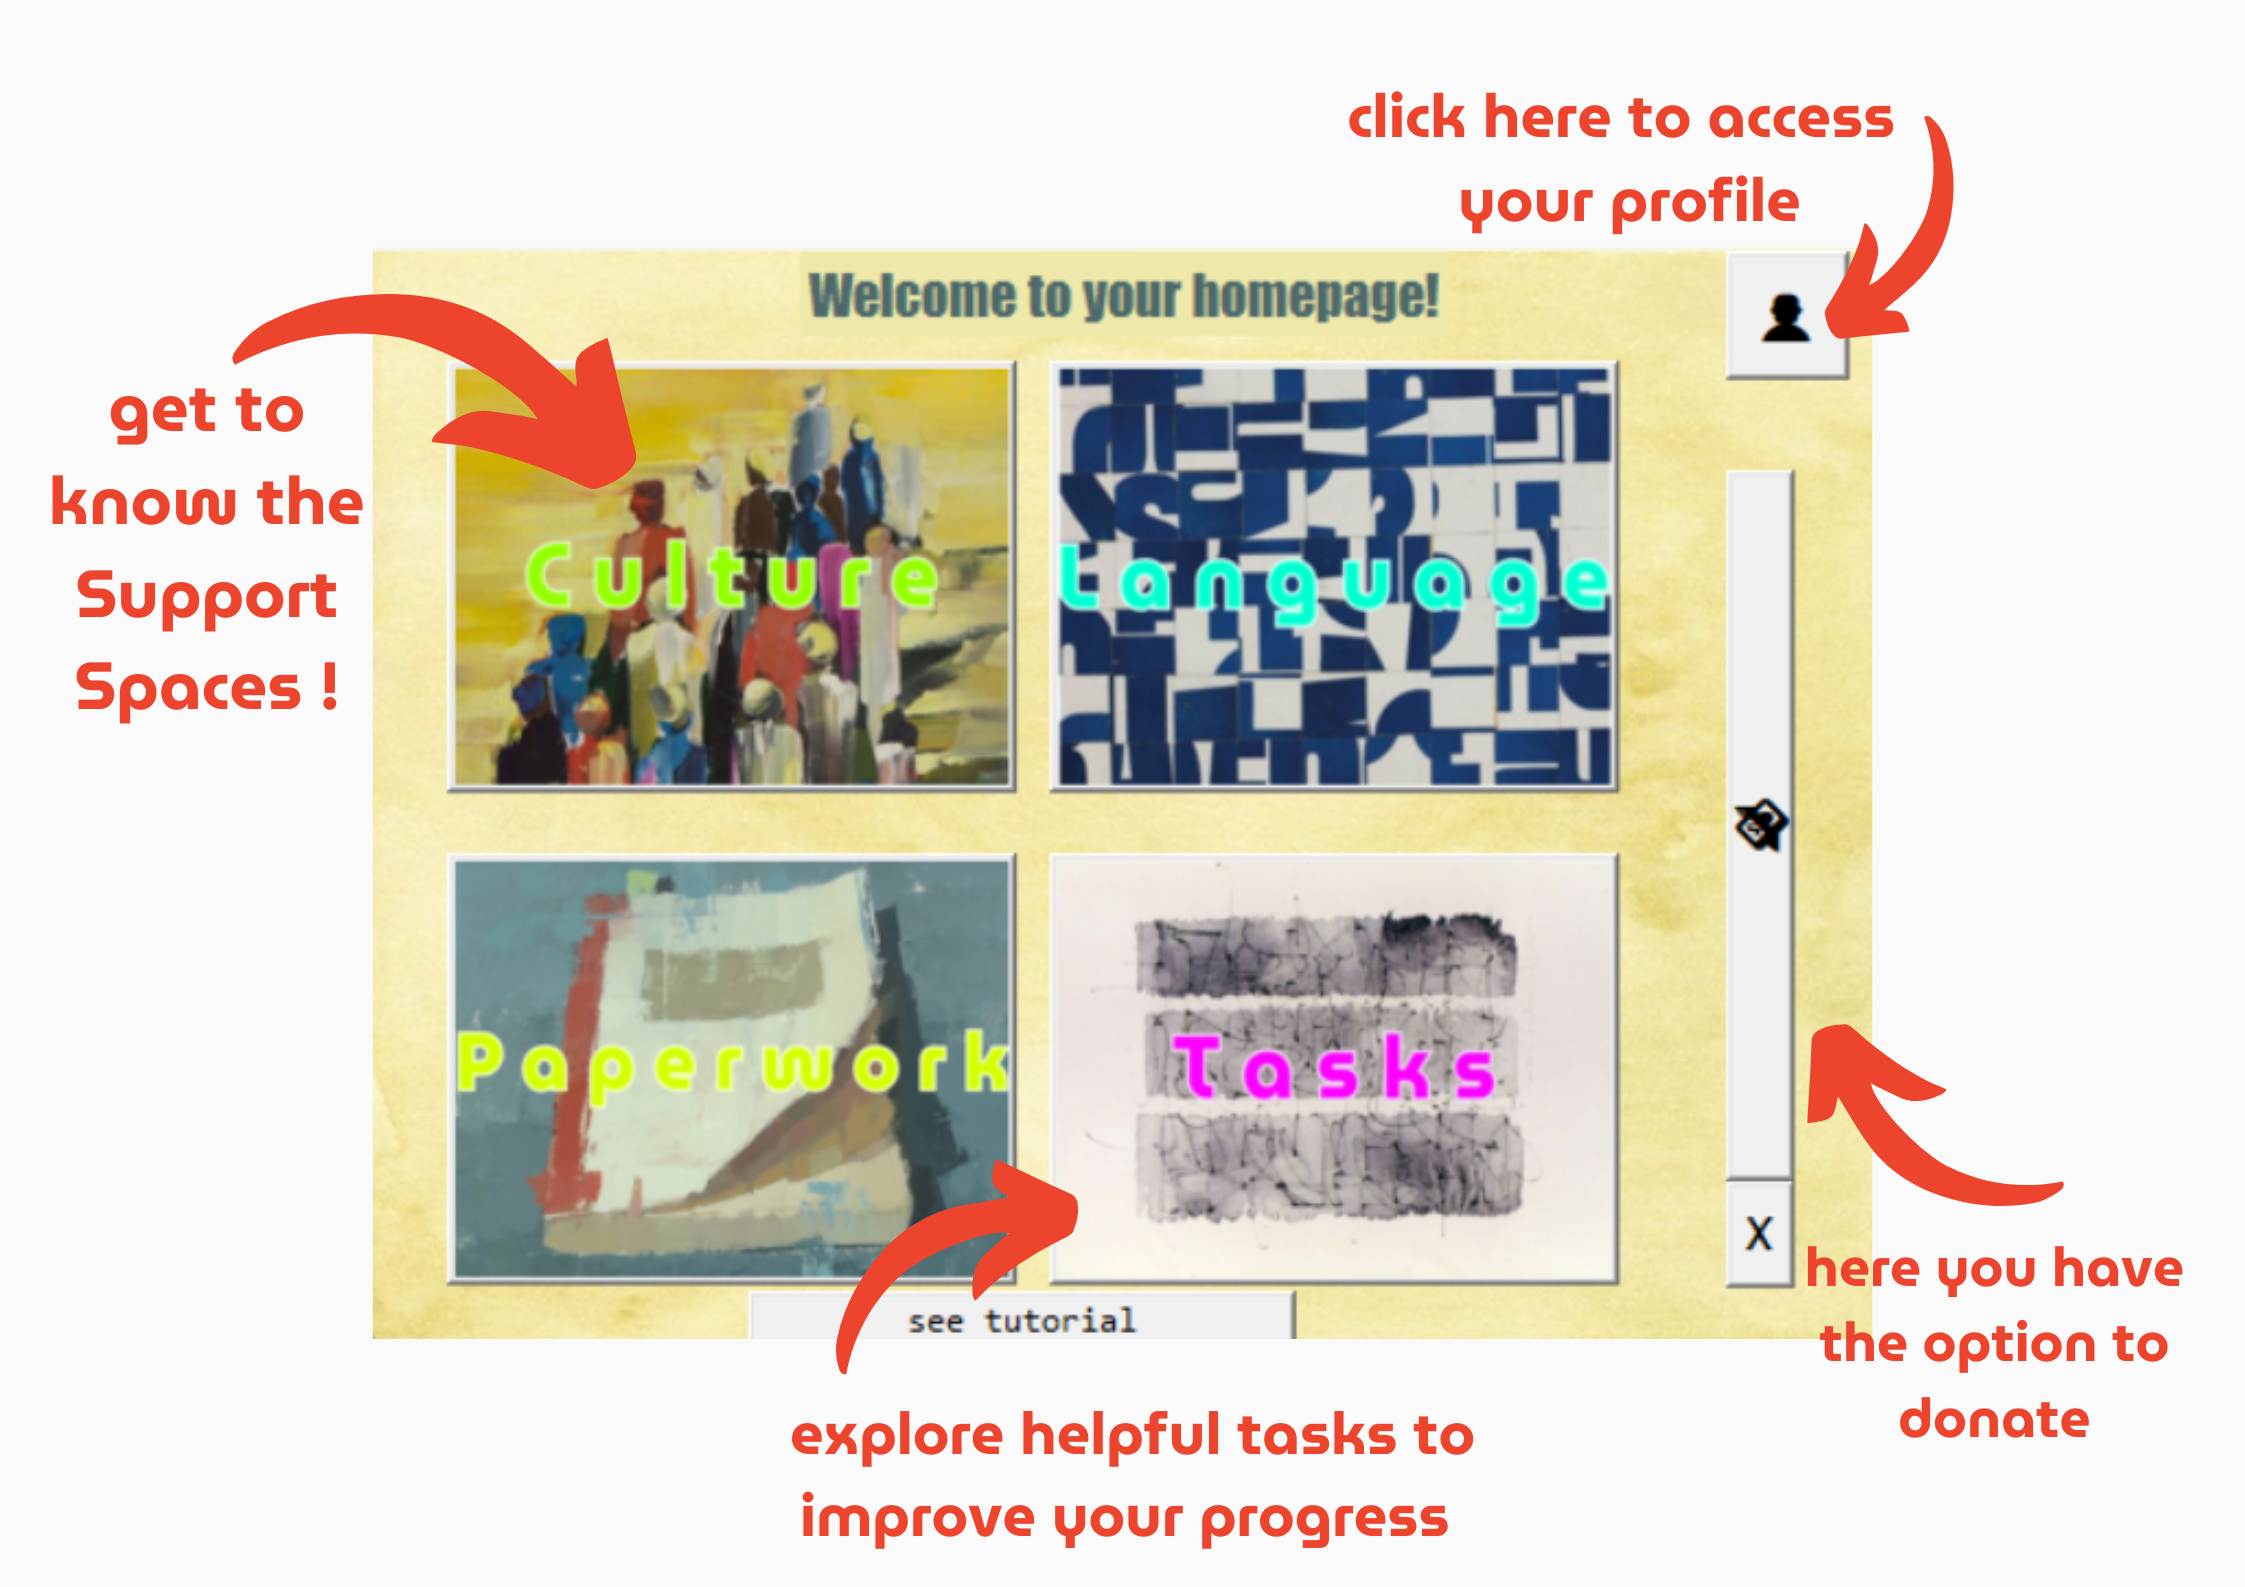 click here to access
your profile
Welcome to your homepage!
get to
know the
Support
Spaces !
Culture
Language
Paperwork
Tasks
X
see tutorial
here you have
the option to
donate
explore helpful tasks to
improve your progress